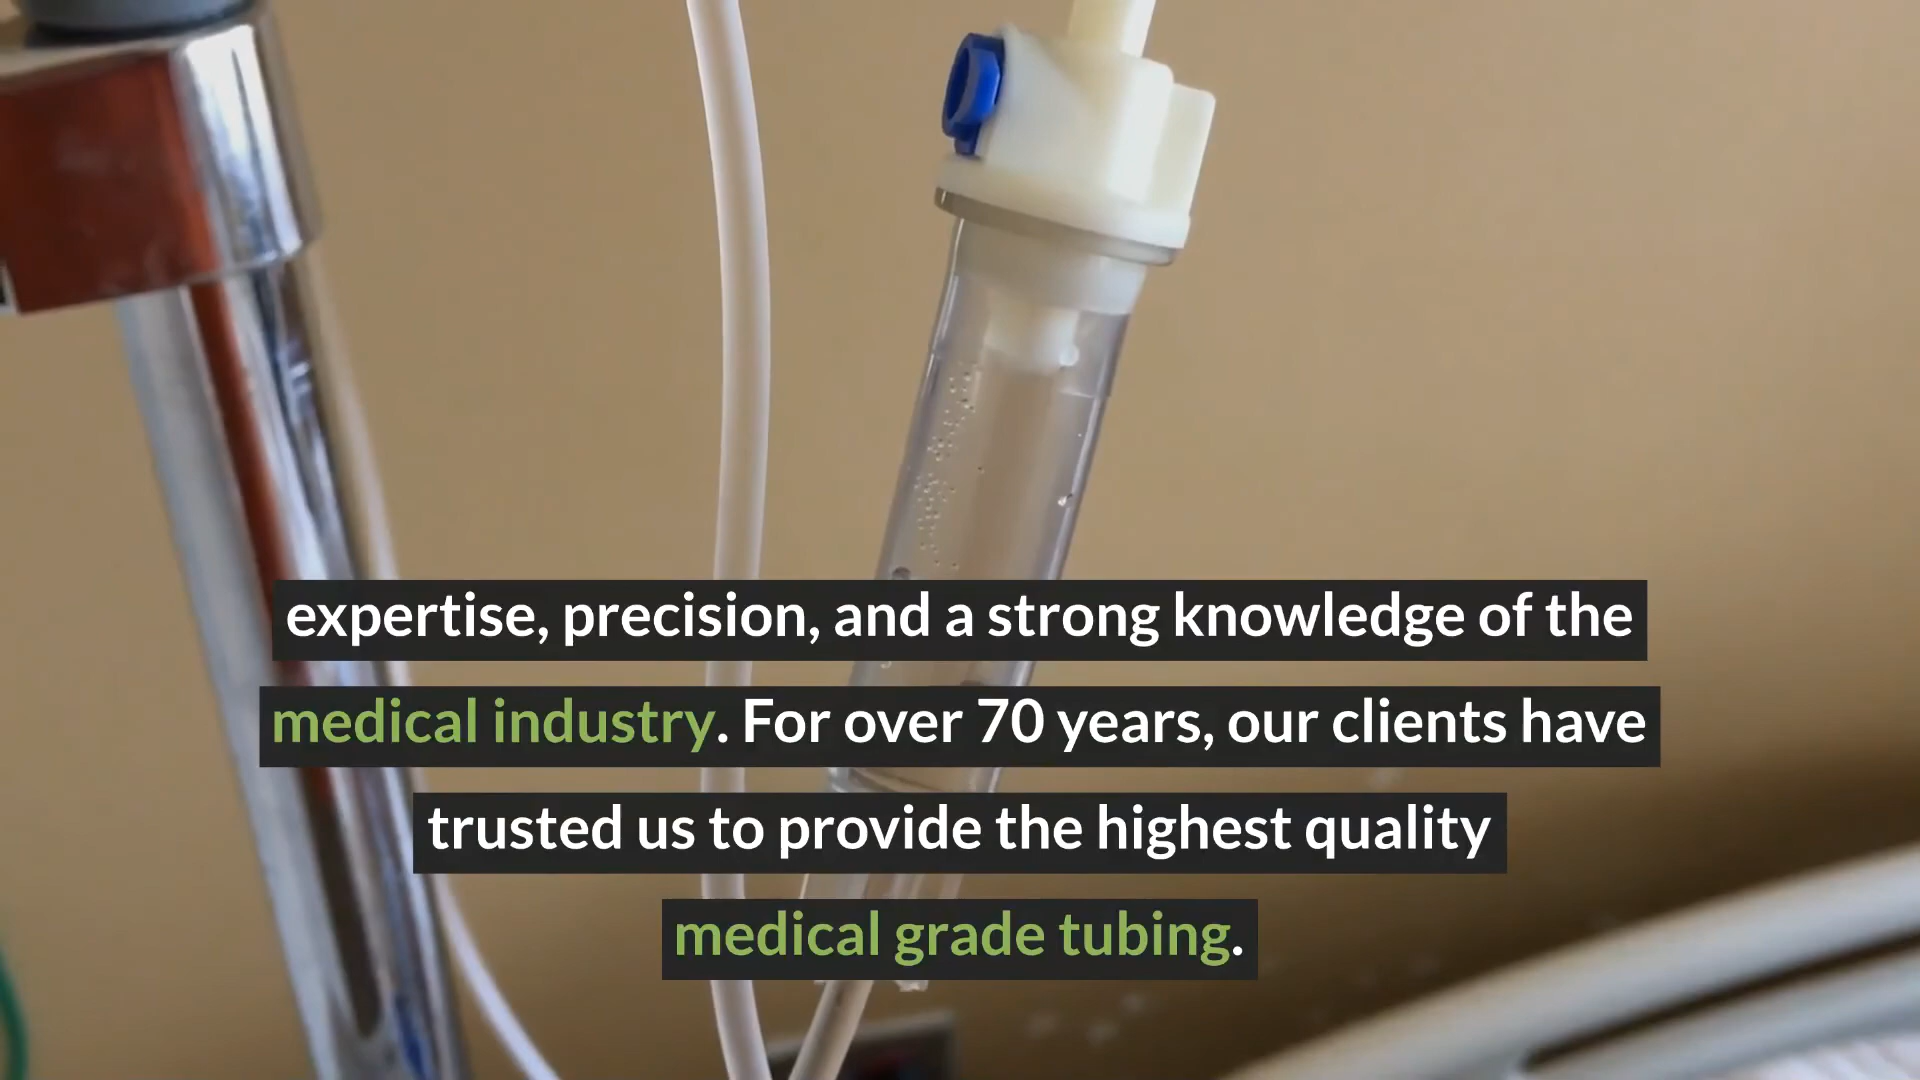 expertise, precision, and a strong knowledge of the
medical industry. For over 70 years, our clients have
trusted us to provide the highest quality
medical grade tubing.